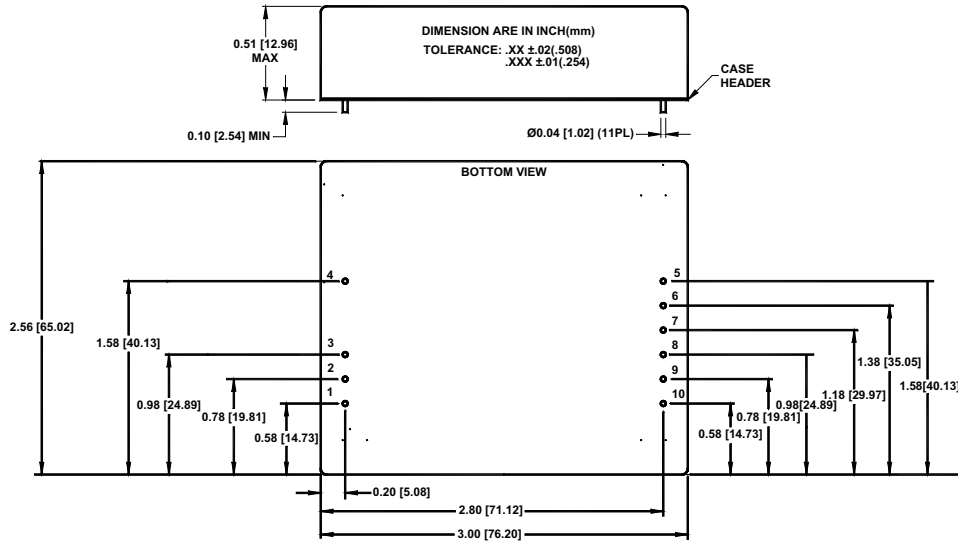 0.51 [12.96]
MAX
DIMENSION ARE IN INCH(mm)
TOLERANCE: .XX ±.02(.508)
.XXX ±.01(.254)
CASE
HEADER
0.10 [2.54] MIN
Ø0.04 [1.02] (11PL)
BOTTOM VIEW
4
5
6
7
3
8
2
9
1
10
2.56 [65.02]
1.58 [40.13]
0.98 [24.89]
0.78 [19.81]
0.58 [14.73]
1.38 [35.05]
1.58[40.13]
1.18 [29.97]
0.98[24.89]
0.78 [19.81]
0.58 [14.73]
0.20 [5.08]
2.80 [71.12]
3.00 [76.20]